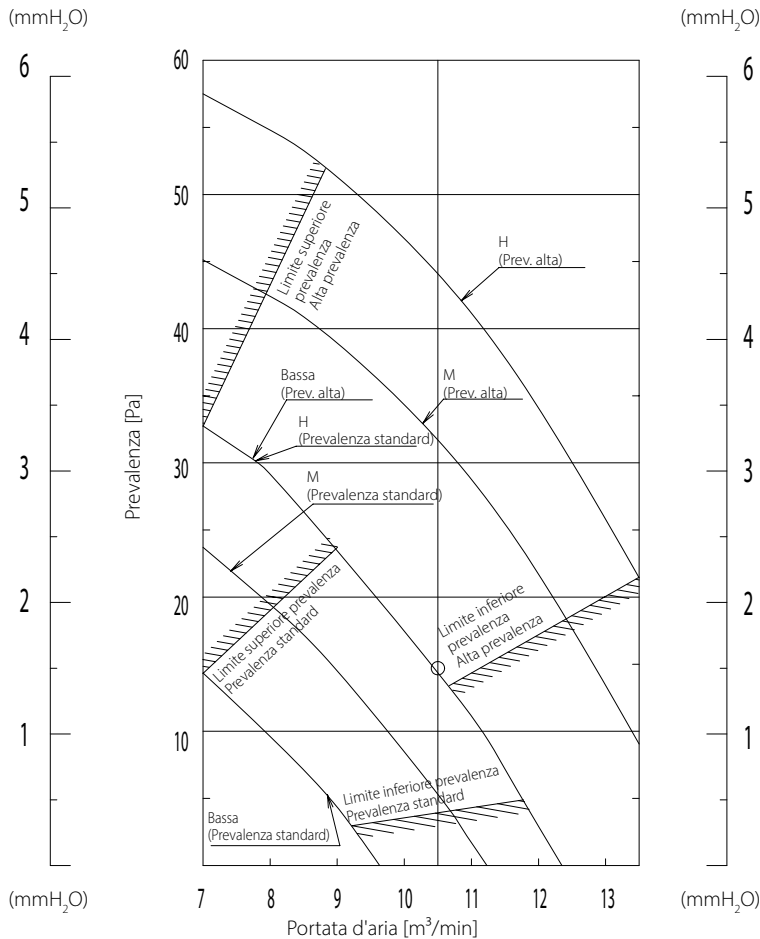 (mmH₂O)
(mmH₂O)
6
5
4
3
2
1
60
50
40
30
20
10
Prevalenza [Pa]
Limite superiore
prevalenza
Alta prevalenza
H
(Prev. alta)
Bassa
(Prev. alta)
M
(Prev. alta)
H
(Prevalenza standard)
M
(Prevalenza standard)
Limite superiore prevalenza
Prevalenza standard
Limite inferiore
prevalenza
Alta prevalenza
Limite inferiore prevalenza
Prevalenza standard
Bassa
(Prevalenza standard)
6
5
4
3
2
1
(mmH₂O)
7 8 9 10 11 12 13
(mmH₂O)
Portata d'aria [m³/min]